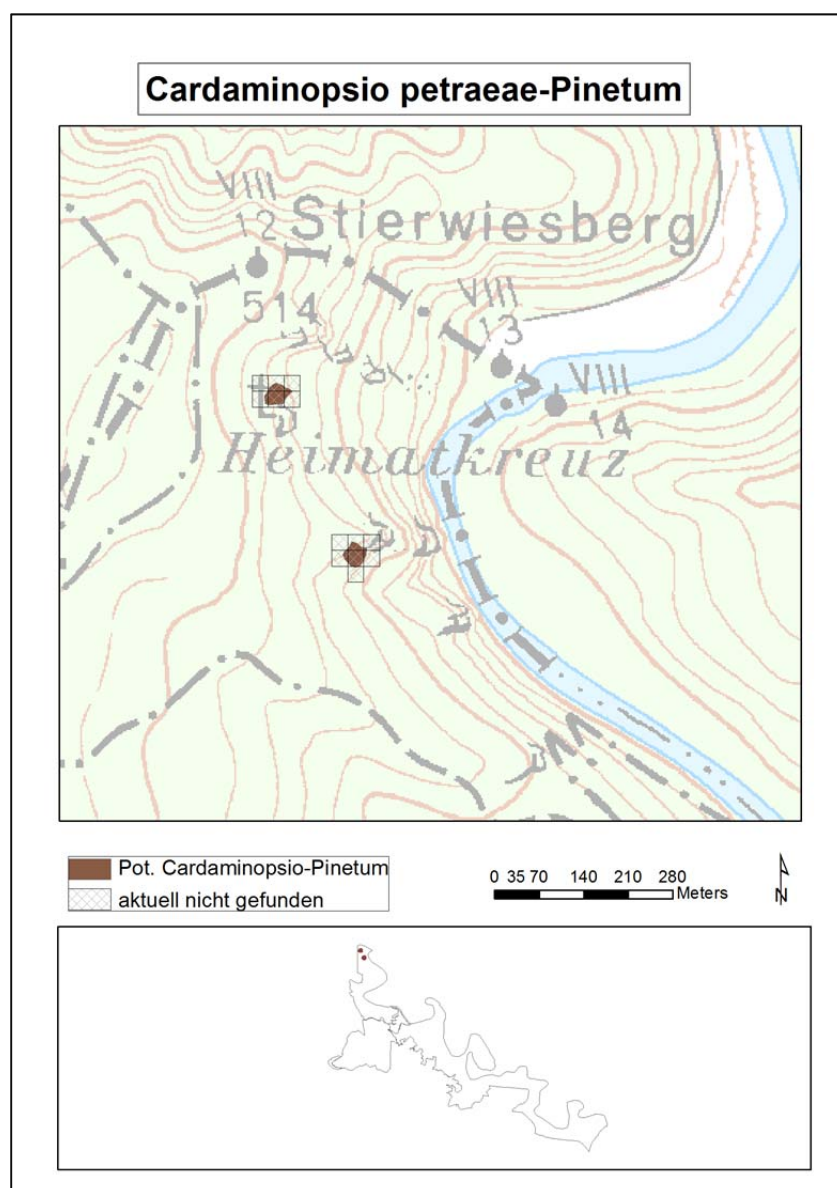 Cardaminopsio petraeae-Pinetum
VIII
12
Stierwiesberg
514
VIII
13
VIII
14
Heimatkreuz
Pot. Cardaminopsio-Pinetum
aktuell nicht gefunden
0 35 70 140 210 280
Meters
N